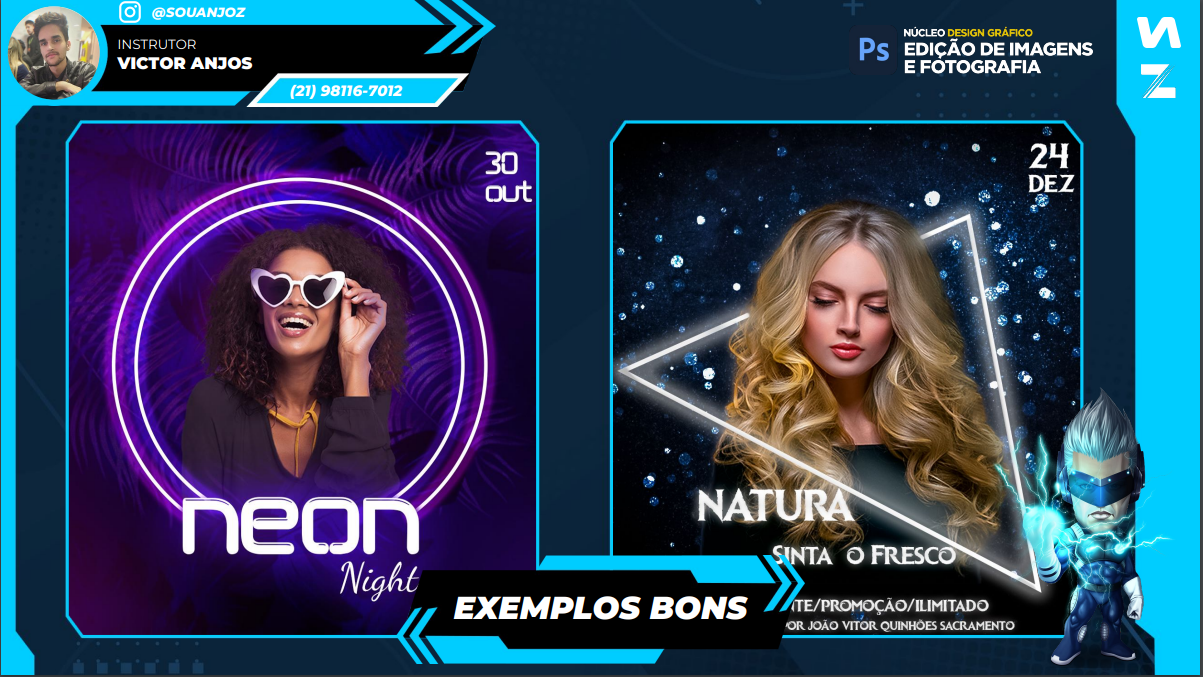 @SOUANJOZ
INSTRUTOR
VICTOR ANJOS
(21) 98116-7012
Ps
NÚCLEO DESIGN GRÁFICO
EDIÇÃO DE IMAGENS
E FOTOGRAFIA
30
out
neon
Night
24
DEZ
NATURA
SINTA O FRESCO
NTE/PROMOÇÃO/ILIMITADO
POR JOÃO VITOR QUINHÕES SACRAMENTO
EXEMPLOS BONS